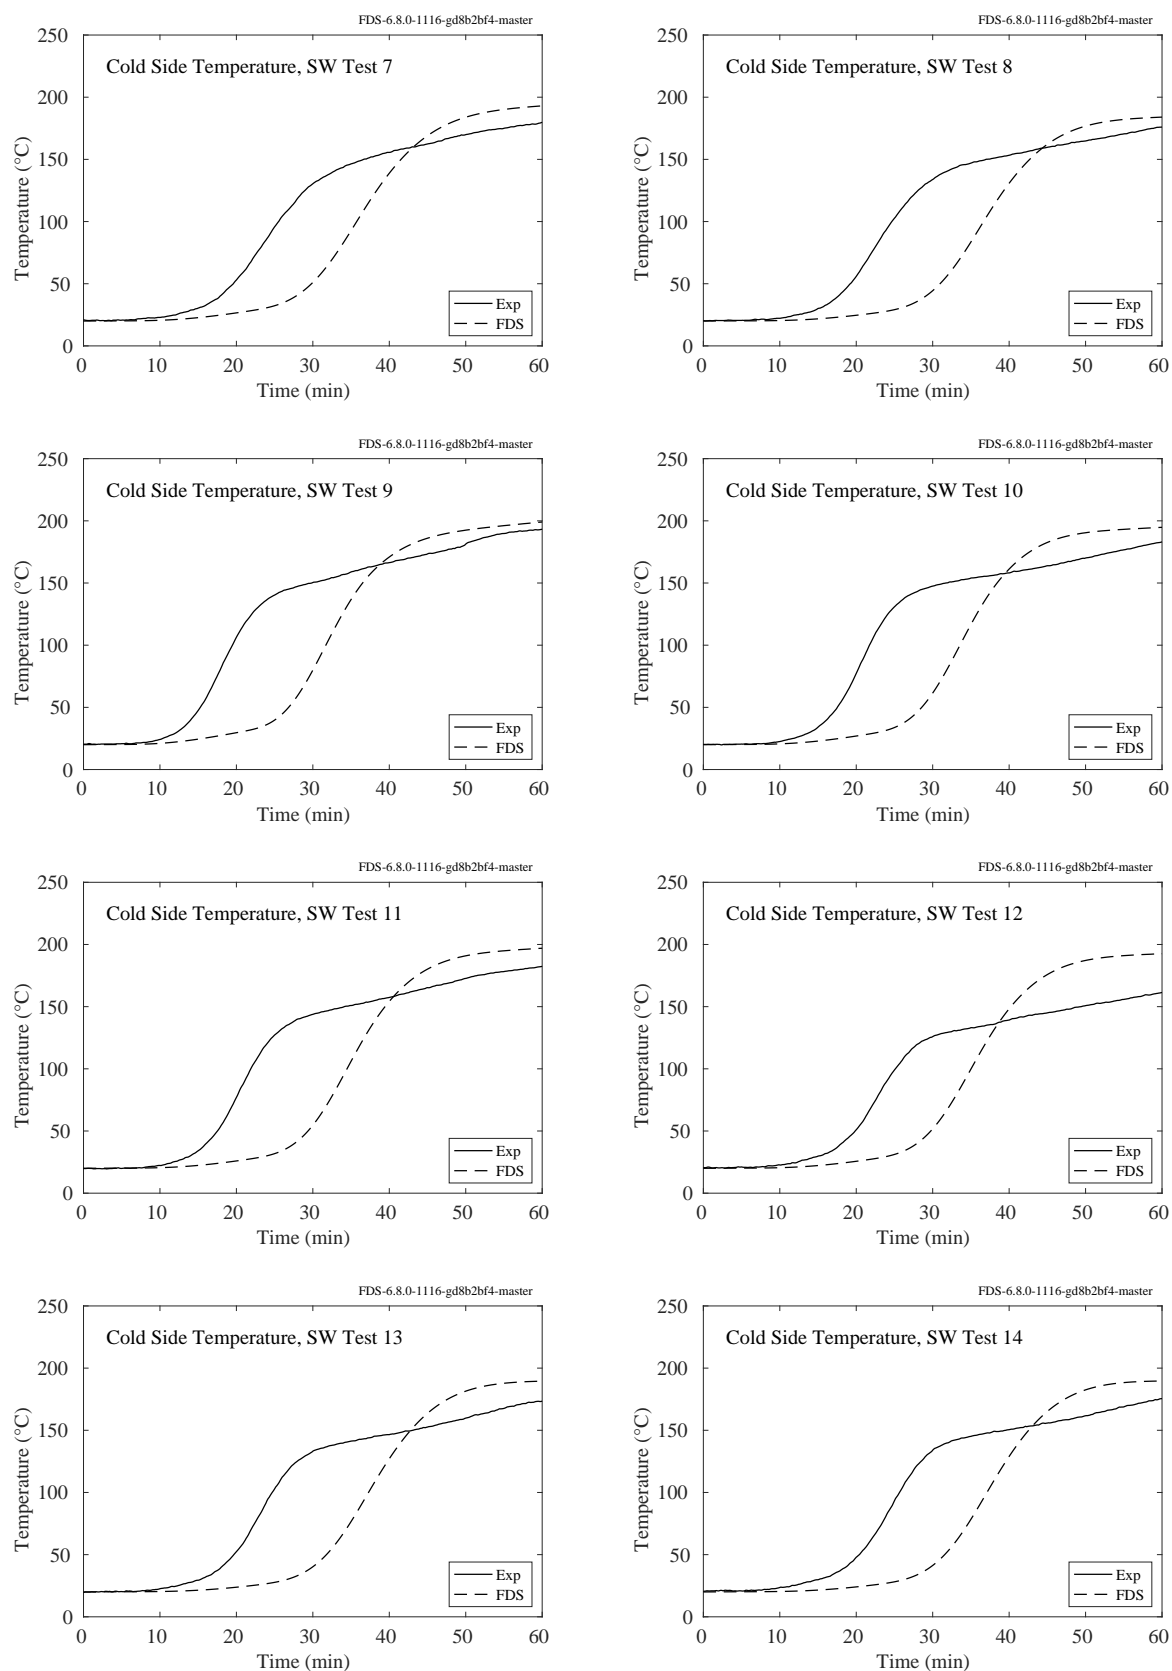 FDS-6.8.0-1116-gd8b2bf4-master
Cold Side Temperature, SW Test 7
Temperature (°C)
250
200
150
100
50
0
Exp
FDS
0 10 20 30 40 50 60
Time (min)
FDS-6.8.0-1116-gd8b2bf4-master
Cold Side Temperature, SW Test 8
Temperature (°C)
250
200
150
100
50
0
Exp
FDS
0 10 20 30 40 50 60
Time (min)
FDS-6.8.0-1116-gd8b2bf4-master
Cold Side Temperature, SW Test 9
Temperature (°C)
250
200
150
100
50
0
Exp
FDS
0 10 20 30 40 50 60
Time (min)
FDS-6.8.0-1116-gd8b2bf4-master
Cold Side Temperature, SW Test 10
Temperature (°C)
250
200
150
100
50
0
Exp
FDS
0 10 20 30 40 50 60
Time (min)
FDS-6.8.0-1116-gd8b2bf4-master
Cold Side Temperature, SW Test 11
Temperature (°C)
250
200
150
100
50
0
Exp
FDS
0 10 20 30 40 50 60
Time (min)
FDS-6.8.0-1116-gd8b2bf4-master
Cold Side Temperature, SW Test 12
Temperature (°C)
250
200
150
100
50
0
Exp
FDS
0 10 20 30 40 50 60
Time (min)
FDS-6.8.0-1116-gd8b2bf4-master
Cold Side Temperature, SW Test 13
Temperature (°C)
250
200
150
100
50
0
Exp
FDS
0 10 20 30 40 50 60
Time (min)
FDS-6.8.0-1116-gd8b2bf4-master
Cold Side Temperature, SW Test 14
Temperature (°C)
250
200
150
100
50
0
Exp
FDS
0 10 20 30 40 50 60
Time (min)